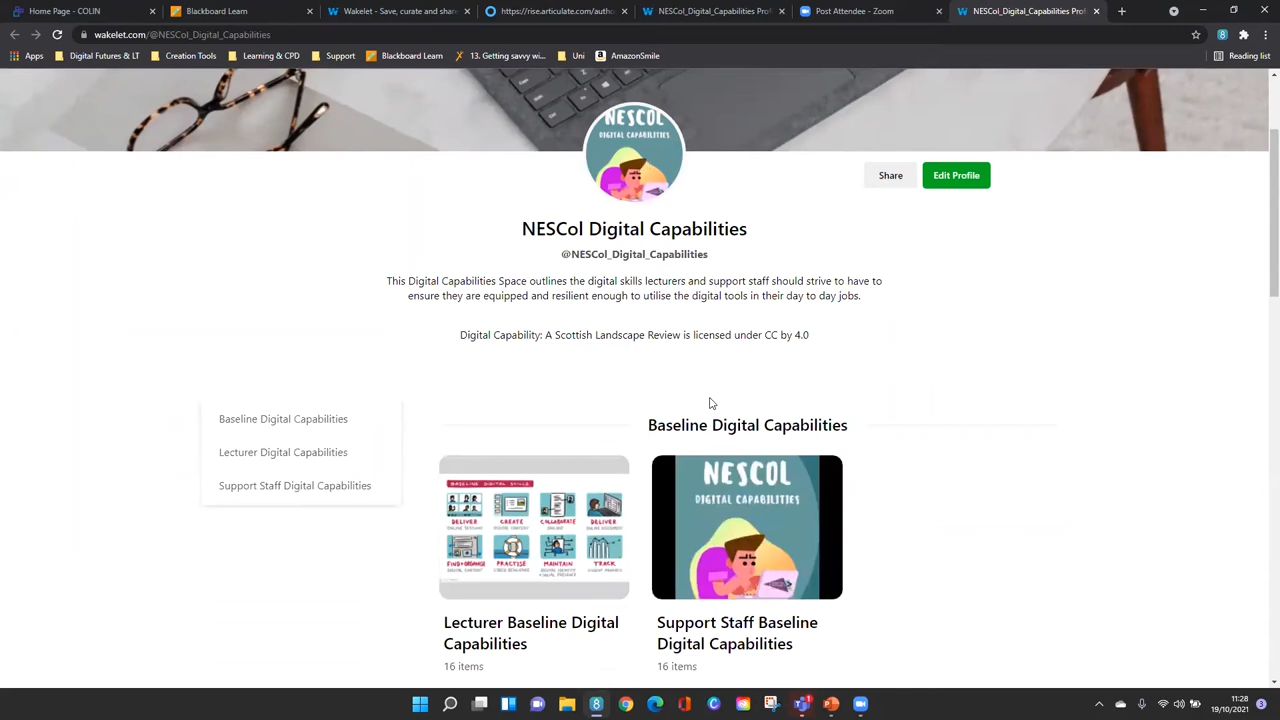 Home Page - COLIN
Blackboard Learn
Wakelet - Save, curate and share
https://rise.articulate.com/autho
NESCol_Digital_Capabilities Prof
Post Attendee - Zoom
NESCol_Digital_Capabilities Prof
wakelet.com/@NESCol_Digital_Capabilities
Apps
Digital Futures & LT
Creation Tools
Learning & CPD
Support
Blackboard Learn
13. Getting savvy wi...
Uni
AmazonSmile
Reading list
NESCOL
DIGITAL CAPABILITIES
Share
Edit Profile
NESCol Digital Capabilities
@NESCol_Digital_Capabilities
This Digital Capabilities Space outlines the digital skills lecturers and support staff should strive to have to
ensure they are equipped and resilient enough to utilise the digital tools in their day to day jobs.
Digital Capability: A Scottish Landscape Review is licensed under CC by 4.0
Baseline Digital Capabilities
Lecturer Digital Capabilities
Support Staff Digital Capabilities
Baseline Digital Capabilities
BASELINE DIGITAL SKILLS
DELIVER CREATE COLLABORATE DELIVER
FIND+ORGANISE PRACTISE MAINTAIN TRACK
NESCOL
DIGITAL CAPABILITIES
Lecturer Baseline Digital
Capabilities
16 items
Support Staff Baseline
Digital Capabilities
16 items
11:28
19/10/2021